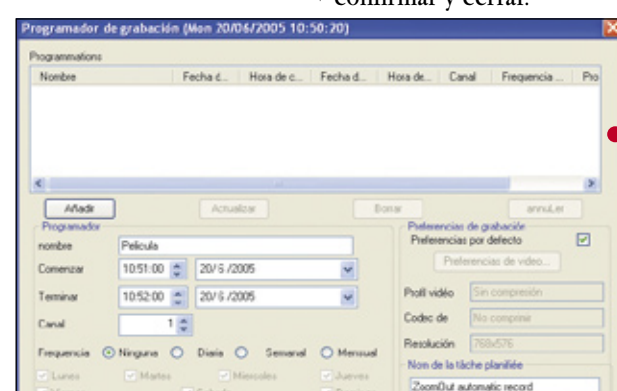 confirmar y cerrar.
Programador de grabación (Mon 20/06/2005 10:50:20)
Programmations
Nombre Fecha d... Hora de c... Fecha d... Hora de... Canal Frequencia ... Pro
Añadir Actualizar Borrar annuLer
Programador Preferencias de grabación
nombre Pelicula Preferencias por defecto
Comenzar 10:51:00 20/ 6 /2005 Preferencias de video...
Terminar 10:52:00 20/ 6 /2005 Profil vidéo Sin compresión
Canal 1 Codec de No comprime
Resolución 768x576
Frequencia Ninguna Diaria Semanal Mensual
Nom de la tâche planifiée
Lunes Martes Miercoles Jueves
ZoomOut automatic record